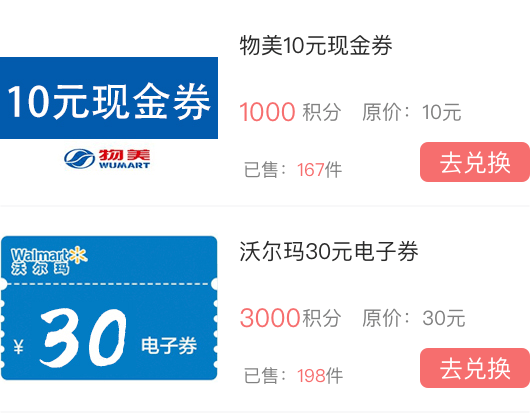 物美10元现金券
10元现金券
1000 积分 原价：10元
物美
WUMART
已售：167件
去兑换
沃尔玛30元电子券
Walmart
沃尔玛
3000积分 原价：30元
¥ 30 电子券
已售：198件
去兑换